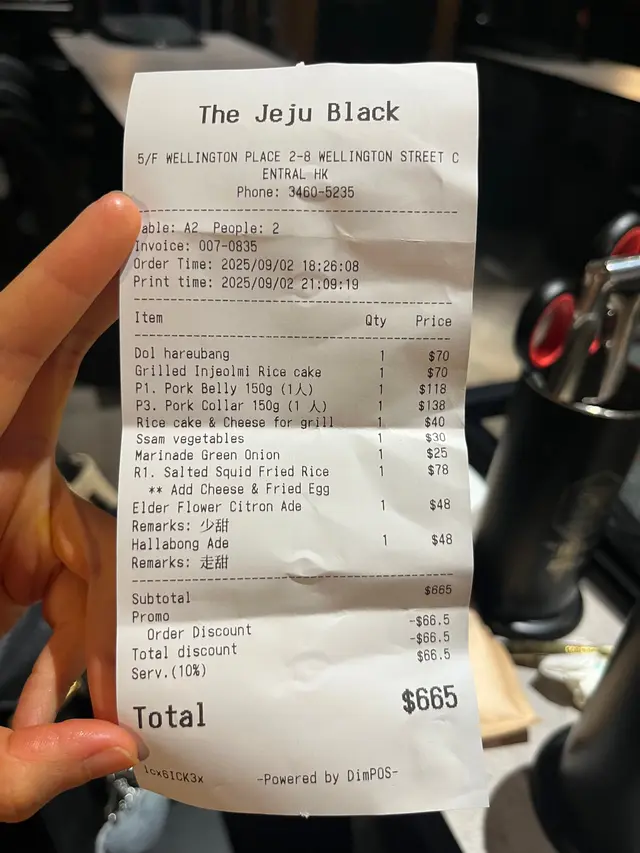 The Jeju Black
5/F WELLINGTON PLACE 2-8 WELLINGTON STREET C
ENTRAL HK
Phone: 3460-5235
able: A2 People: 2
Invoice: 007-0835
Order Time: 2025/09/02 18:26:08
Print time: 2025/09/02 21:09:19
Item Qty Price
Dol hareubang 1 $70
Grilled Injeolmi Rice cake 1 $70
P1. Pork Belly 150g (1人) 1 $118
P3. Pork Collar 150g (1 人) 1 $138
Rice cake & Cheese for grill 1 $40
Ssam vegetables 1 $30
Marinade Green Onion 1 $25
R1. Salted Squid Fried Rice 1 $78
** Add Cheese & Fried Egg
Elder Flower Citron Ade 1 $48
Remarks: 少甜
Hallabong Ade 1 $48
Remarks: 走甜
Subtotal $665
Promo -$66.5
Order Discount -$66.5
Total discount $66.5
Serv.(10%)
Total $665
1cx6ICK3x -Powered by DimPOS-